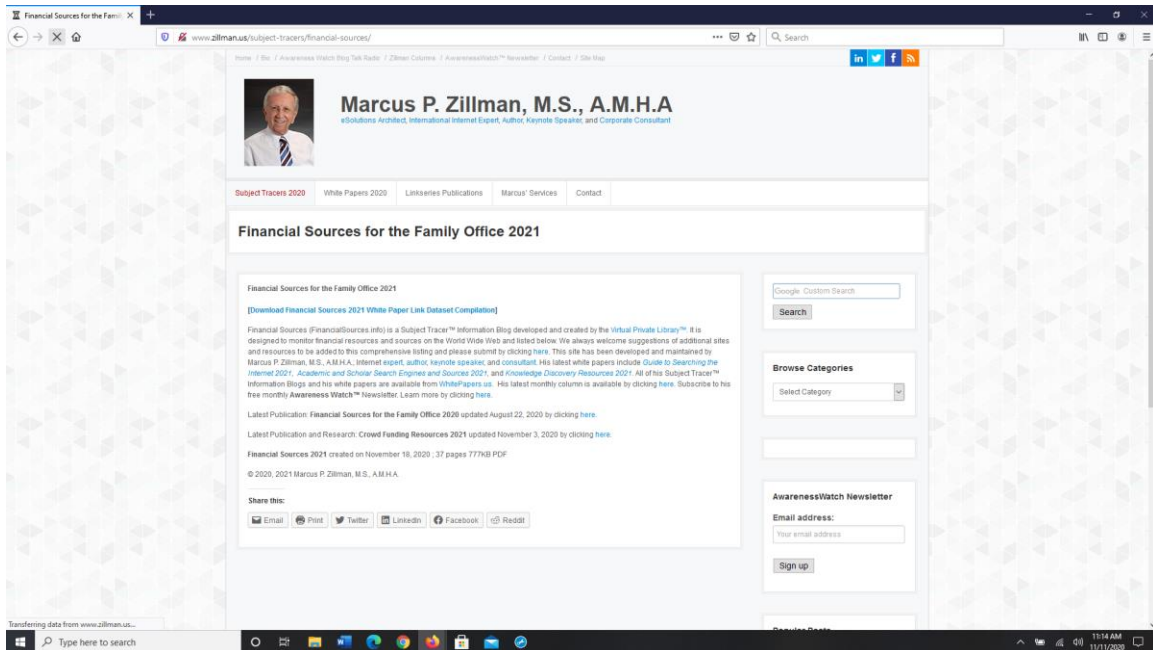 Financial Sources for the Famil
www.zillman.us/subject-tracers/financial-sources/
Search
Home / Bio / Awareness Watch Blog Talk Radio / Zillman Columns / AwarenessWatch™ Newsletter / Contact / Site Map
Marcus P. Zillman, M.S., A.M.H.A
eSolutions Architect, International Internet Expert, Author, Keynote Speaker, and Corporate Consultant
Subject Tracers 2020 White Papers 2020 Linkseries Publications Marcus' Services Contact
Financial Sources for the Family Office 2021
Financial Sources for the Family Office 2021
[Download Financial Sources 2021 White Paper Link Dataset Compilation]
Financial Sources (FinancialSources.info) is a Subject Tracer™ Information Blog developed and created by the Virtual Private Library™. It is
designed to monitor financial resources and sources on the World Wide Web and listed below. We always welcome suggestions of additional sites
and resources to be added to this comprehensive listing and please submit by clicking here. This site has been developed and maintained by
Marcus P. Zillman, M.S., A.M.H.A.; Internet expert, author, keynote speaker, and consultant. His latest white papers include Guide to Searching the
Internet 2021, Academic and Scholar Search Engines and Sources 2021, and Knowledge Discovery Resources 2021. All of his Subject Tracer™
Information Blogs and his white papers are available from WhitePapers.us. His latest monthly column is available by clicking here. Subscribe to his
free monthly Awareness Watch™ Newsletter. Learn more by clicking here.
Latest Publication: Financial Sources for the Family Office 2020 updated August 22, 2020 by clicking here.
Latest Publication and Research: Crowd Funding Resources 2021 updated November 3, 2020 by clicking here.
Financial Sources 2021 created on November 18, 2020 ; 37 pages 777KB PDF
© 2020, 2021 Marcus P. Zillman, M.S., A.M.H.A.
Share this:
Email Print Twitter LinkedIn Facebook Reddit
Google Custom Search
Search
Browse Categories
Select Category
AwarenessWatch Newsletter
Email address:
Your email address
Sign up
Popular Posts
Transferring data from www.zillman.us...
Type here to search
11:14 AM
11/11/2020